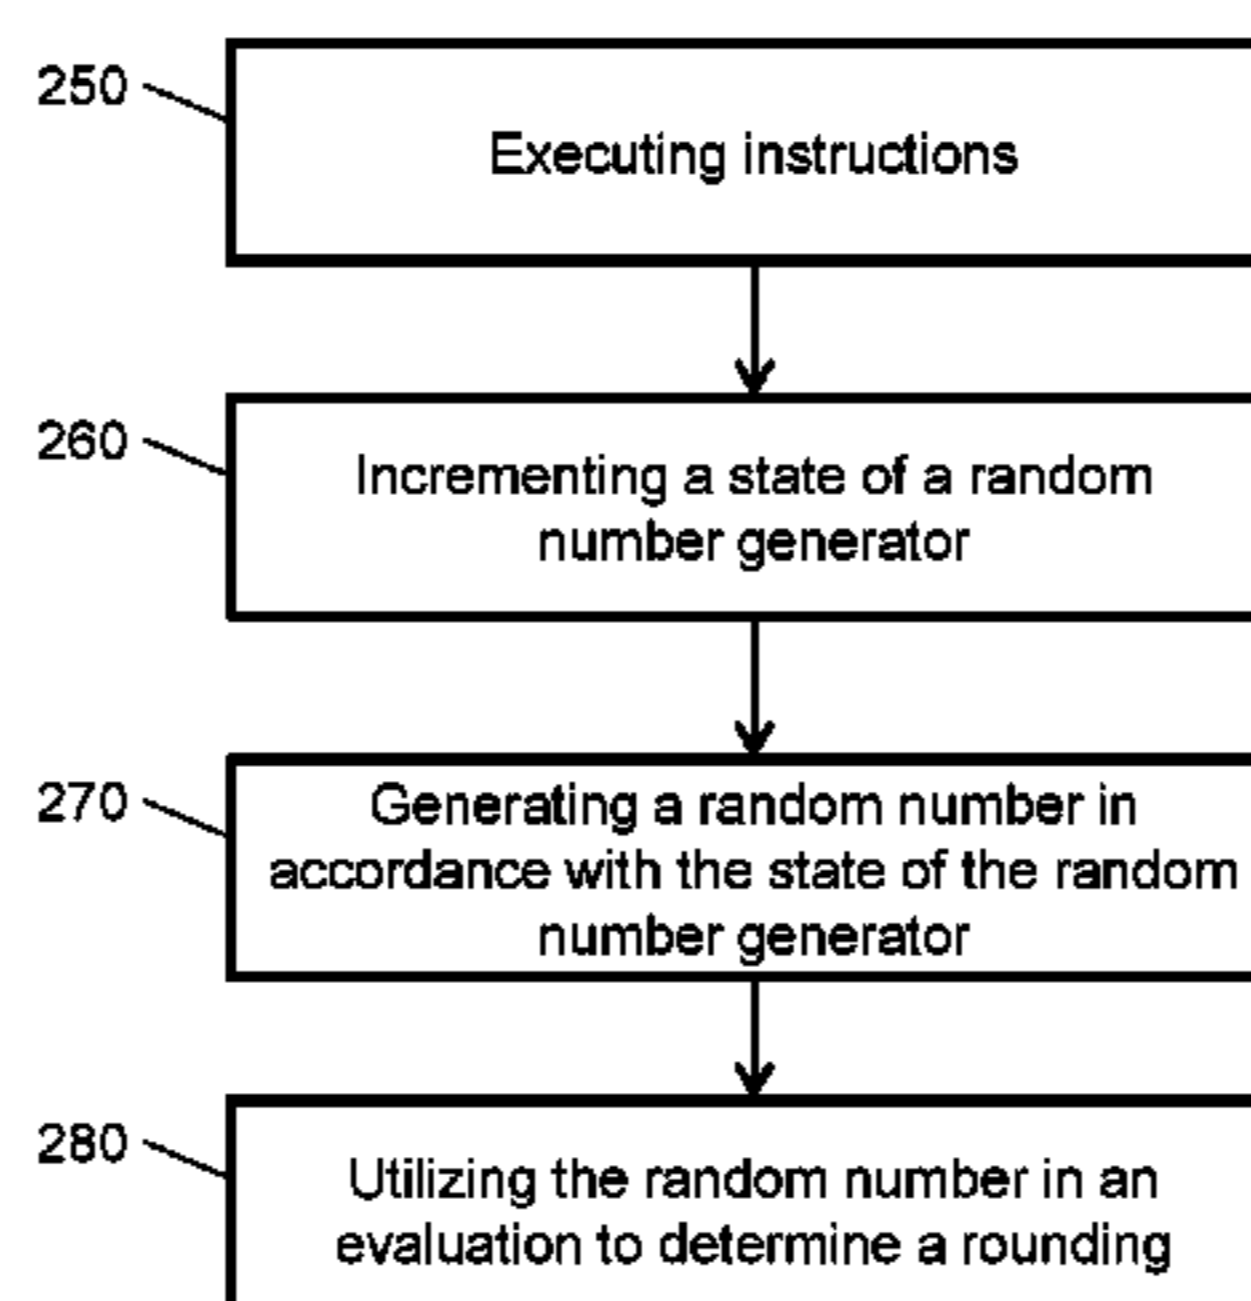 250
Executing instructions
260
Incrementing a state of a random
number generator
270
Generating a random number in
accordance with the state of the random
number generator
280
Utilizing the random number in an
evaluation to determine a rounding